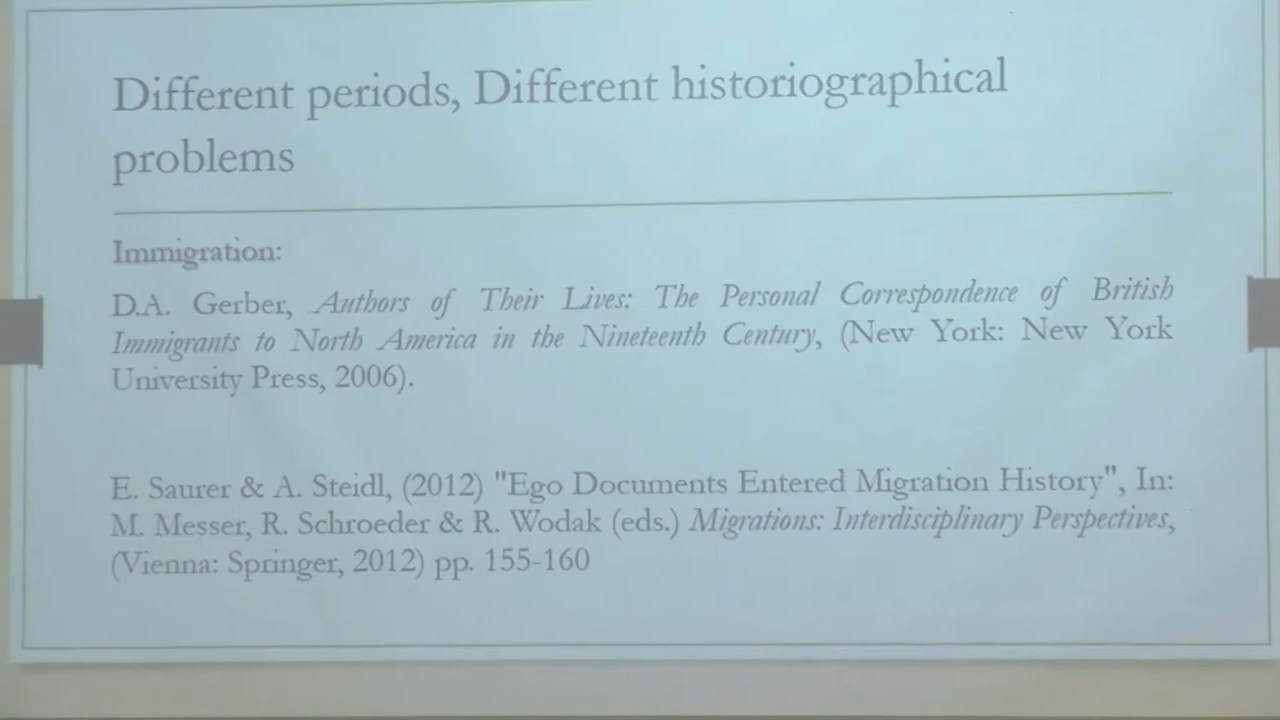 Different periods, Different historiographical
problems
Immigration:
D.A. Gerber, Authors of Their Lives: The Personal Correspondence of British
Immigrants to North America in the Nineteenth Century, (New York: New York
University Press, 2006).
E. Saurer & A. Steidl, (2012) "Ego Documents Entered Migration History", In:
M. Messer, R. Schroeder & R. Wodak (eds.) Migrations: Interdisciplinary Perspectives,
(Vienna: Springer, 2012) pp. 155-160